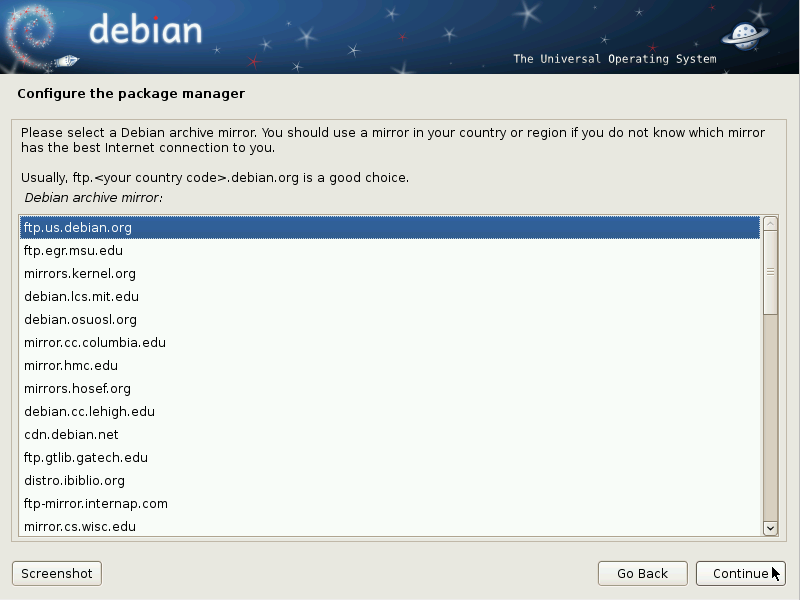 debian
The Universal Operating System
Configure the package manager
Please select a Debian archive mirror. You should use a mirror in your country or region if you do not know which mirror
has the best Internet connection to you.
Usually, ftp.<your country code>.debian.org is a good choice.
Debian archive mirror:
ftp.us.debian.org
ftp.egr.msu.edu
mirrors.kernel.org
debian.lcs.mit.edu
debian.osuosl.org
mirror.cc.columbia.edu
mirror.hmc.edu
mirrors.hosef.org
debian.cc.lehigh.edu
cdn.debian.net
ftp.gtlib.gatech.edu
distro.ibiblio.org
ftp-mirror.internap.com
mirror.cs.wisc.edu
Screenshot
Go Back
Continue